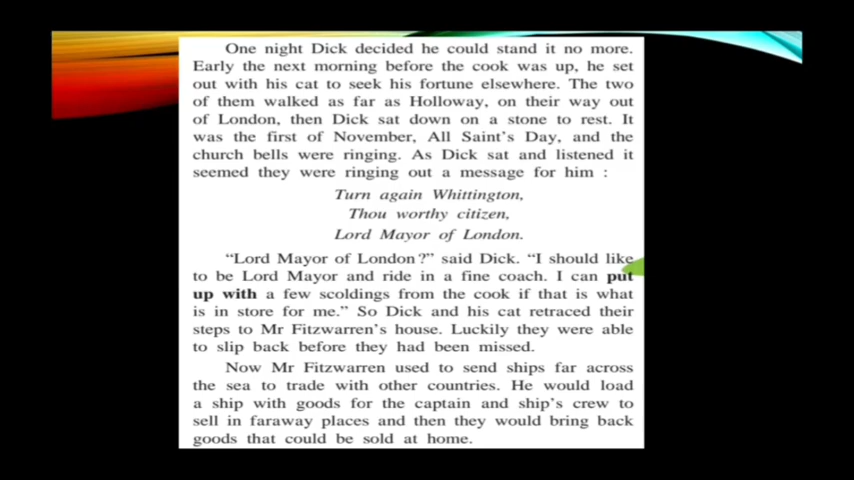 One night Dick decided he could stand it no more.
Early the next morning before the cook was up, he set
out with his cat to seek his fortune elsewhere. The two
of them walked as far as Holloway, on their way out
of London, then Dick sat down on a stone to rest. It
was the first of November, All Saint's Day, and the
church bells were ringing. As Dick sat and listened it
seemed they were ringing out a message for him :
Turn again Whittington,
Thou worthy citizen,
Lord Mayor of London.
"Lord Mayor of London?" said Dick. "I should like
to be Lord Mayor and ride in a fine coach. I can put
up with a few scoldings from the cook if that is what
is in store for me." So Dick and his cat retraced their
steps to Mr Fitzwarren's house. Luckily they were able
to slip back before they had been missed.
Now Mr Fitzwarren used to send ships far across
the sea to trade with other countries. He would load
a ship with goods for the captain and ship's crew to
sell in faraway places and then they would bring back
goods that could be sold at home.